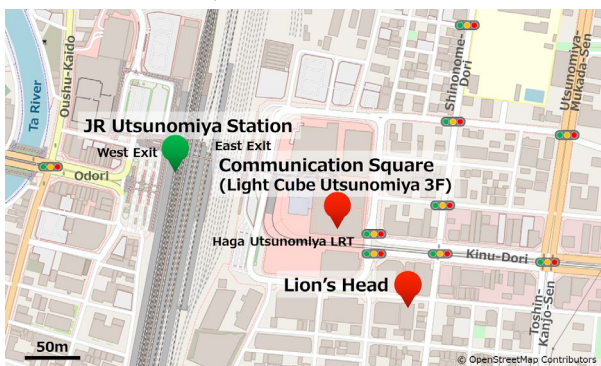 Ta River
Oushu-Kaido
Shinonome-
Dori
Utsunomiya-
Mukada-Sen
JR Utsunomiya Station
West Exit
East Exit
Odori
Communication Square
(Light Cube Utsunomiya 3F)
Haga Utsunomiya LRT
Kinu-Dori
Lion's Head
Toshin-
Kanjo-Sen
50m
© OpenStreetMap Contributors